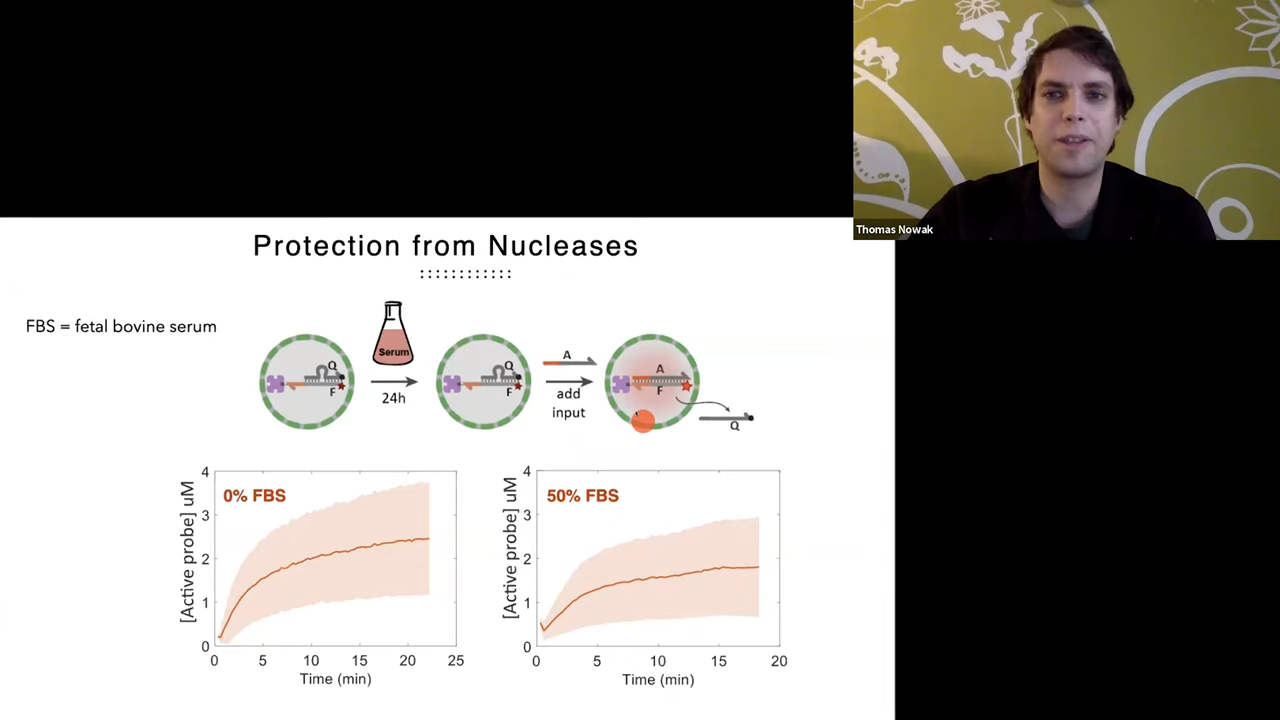 Thomas Nowak
Protection from Nucleases
FBS = fetal bovine serum
Serum
24h
Q
F
Q
F
A
add
input
A
F
Q
0% FBS
[Active probe] uM
4
3
2
1
0
0 5 10 15 20 25
Time (min)
50% FBS
[Active probe] uM
4
3
2
1
0
0 5 10 15 20
Time (min)